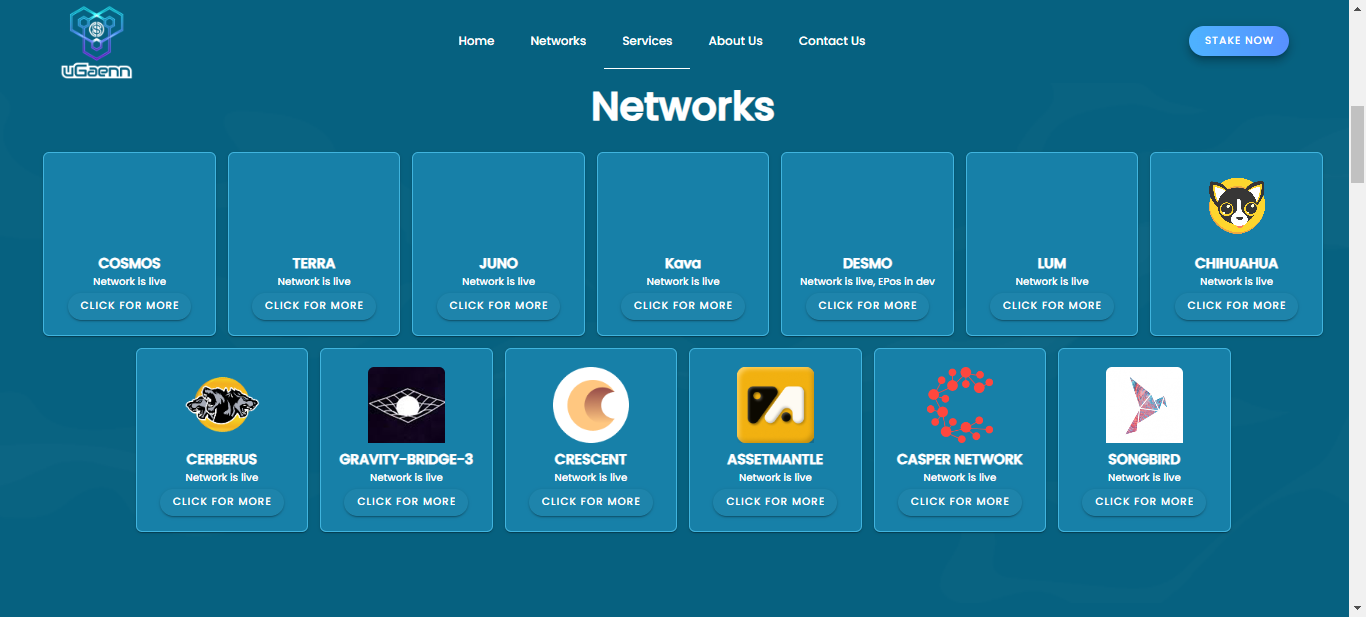 uGaenn
Home Networks Services About Us Contact Us
STAKE NOW
Networks
COSMOS
Network is live
CLICK FOR MORE
TERRA
Network is live
CLICK FOR MORE
JUNO
Network is live
CLICK FOR MORE
Kava
Network is live
CLICK FOR MORE
DESMO
Network is live, EPos in dev
CLICK FOR MORE
LUM
Network is live
CLICK FOR MORE
CHIHUAHUA
Network is live
CLICK FOR MORE
CERBERUS
Network is live
CLICK FOR MORE
GRAVITY-BRIDGE-3
Network is live
CLICK FOR MORE
CRESCENT
Network is live
CLICK FOR MORE
ASSETMANTLE
Network is live
CLICK FOR MORE
CASPER NETWORK
Network is live
CLICK FOR MORE
SONGBIRD
Network is live
CLICK FOR MORE